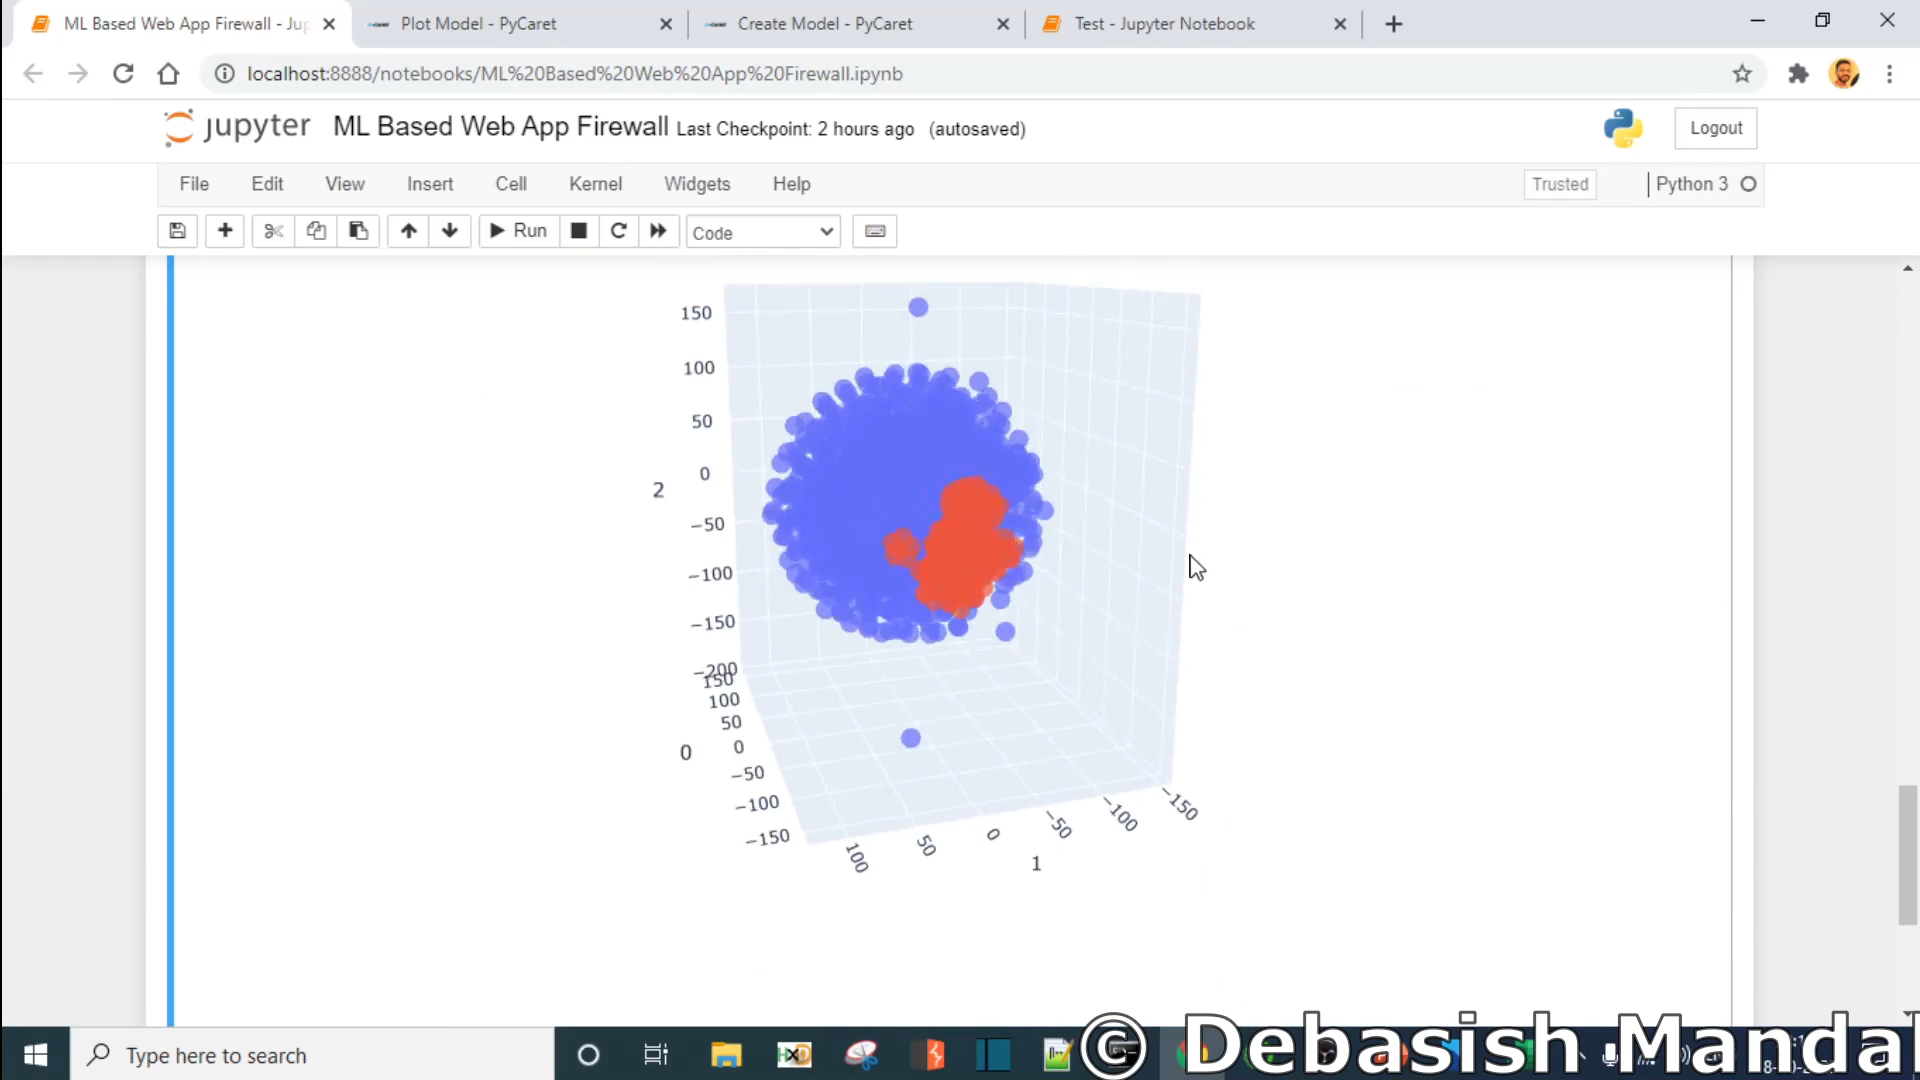 ML Based Web App Firewall - Jup
Plot Model - PyCaret
Create Model - PyCaret
Test - Jupyter Notebook
localhost:8888/notebooks/ML%20Based%20Web%20App%20Firewall.ipynb
jupyter ML Based Web App Firewall Last Checkpoint: 2 hours ago (autosaved)
Logout
File Edit View Insert Cell Kernel Widgets Help
Trusted
Python 3
Run
Code
150
100
50
0
2
−50
−100
−150
−200
150
100
50
0
0
−50
−100
−150
100
50
0
−50
−100
−150
1
Type here to search
© Debasish Mandal